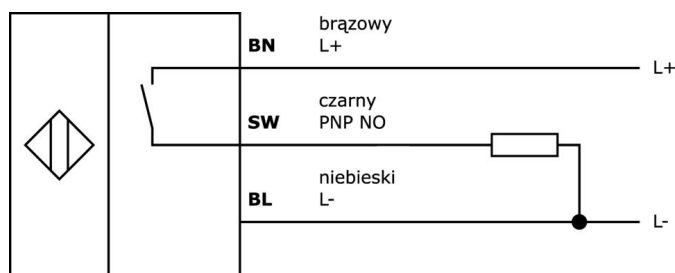 brązowy
BN L+
L+
czarny
SW PNP NO
niebieski
BL L-
L-